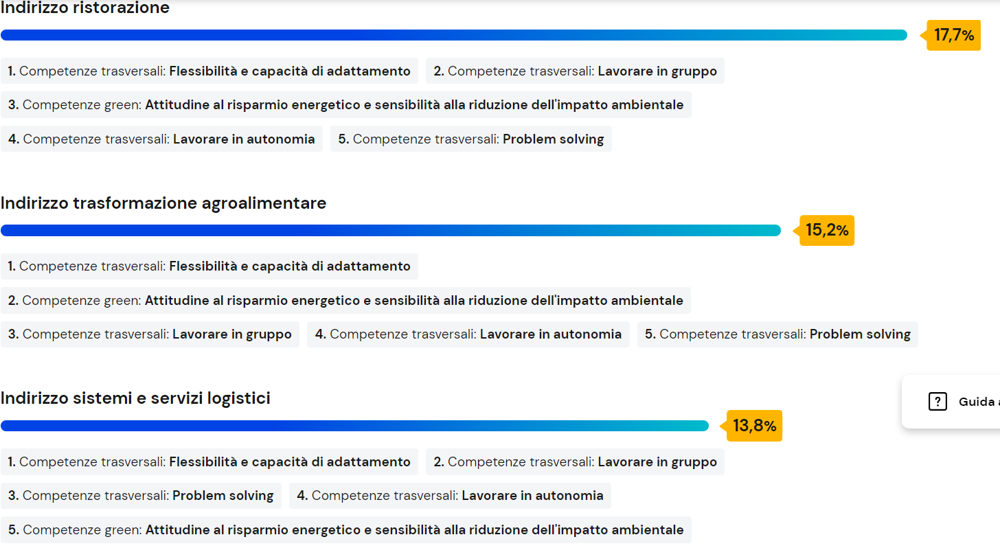 Indirizzo ristorazione
17,7%
1. Competenze trasversali: Flessibilità e capacità di adattamento
2. Competenze trasversali: Lavorare in gruppo
3. Competenze green: Attitudine al risparmio energetico e sensibilità alla riduzione dell'impatto ambientale
4. Competenze trasversali: Lavorare in autonomia
5. Competenze trasversali: Problem solving
Indirizzo trasformazione agroalimentare
15,2%
1. Competenze trasversali: Flessibilità e capacità di adattamento
2. Competenze green: Attitudine al risparmio energetico e sensibilità alla riduzione dell'impatto ambientale
3. Competenze trasversali: Lavorare in gruppo
4. Competenze trasversali: Lavorare in autonomia
5. Competenze trasversali: Problem solving
Indirizzo sistemi e servizi logistici
Guida
13,8%
1. Competenze trasversali: Flessibilità e capacità di adattamento
2. Competenze trasversali: Lavorare in gruppo
3. Competenze trasversali: Problem solving
4. Competenze trasversali: Lavorare in autonomia
5. Competenze green: Attitudine al risparmio energetico e sensibilità alla riduzione dell'impatto ambientale